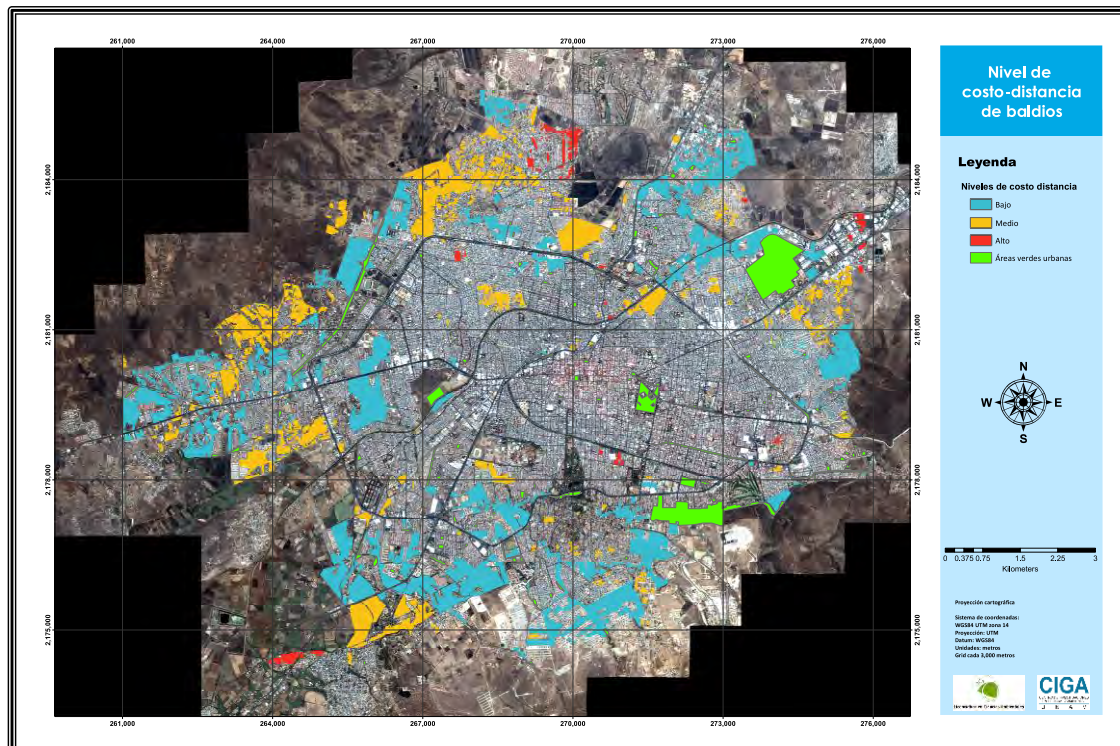 261,000 264,000 267,000 270,000 273,000 276,000
2,184,000 2,184,000
2,181,000 2,181,000
2,178,000 2,178,000
2,175,000 2,175,000
261,000 264,000 267,000 270,000 273,000 276,000
Nivel de
costo-distancia
de baldios
Leyenda
Niveles de costo distancia
Bajo
Medio
Alto
Áreas verdes urbanas
N
W E
S
0 0.375 0.75 1.5 2.25 3
Kilometers
Proyección cartográfica
Sistema de coordenadas:
WGS84 UTM zona 14
Proyección: UTM
Datum: WGS84
Unidades: metros
Grid cada 3,000 metros
Licenciatura en Ciencias Ambientales
CIGA
U N A M